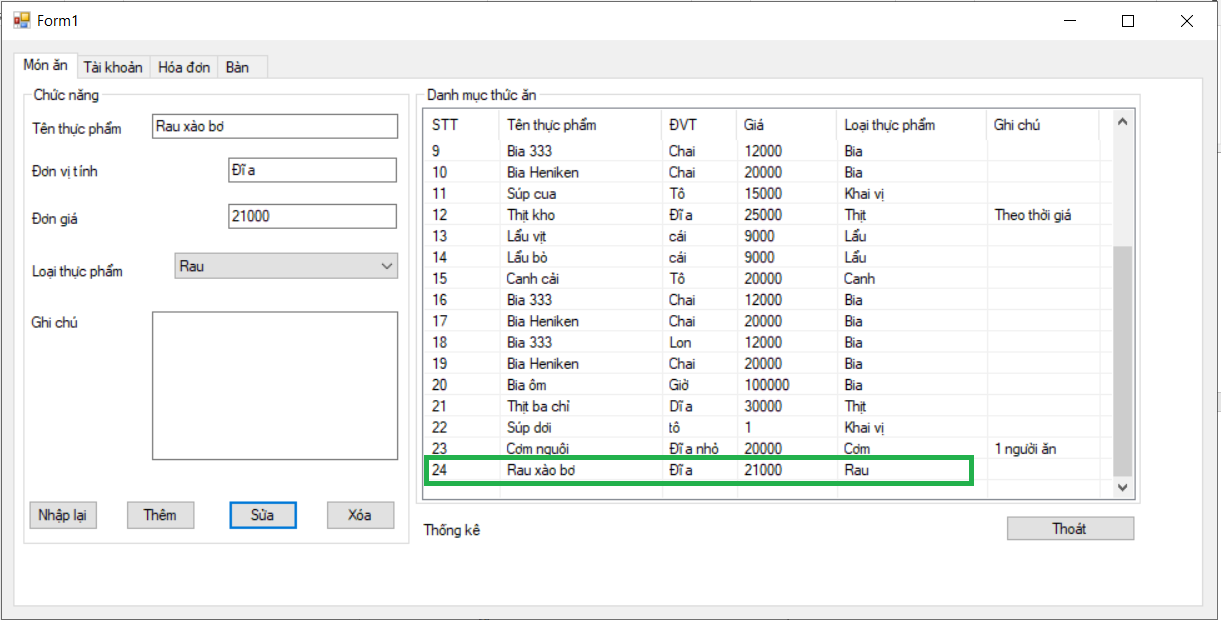 Form1
Món ăn Tài khoản Hóa đơn Bàn
Chức năng
Tên thực phẩm Rau xào bơ
Đơn vị tính Đĩa
Đơn giá 21000
Loại thực phẩm Rau
Ghi chú
Nhập lại Thêm Sửa Xóa
Danh mục thức ăn
STT Tên thực phẩm ĐVT Giá Loại thực phẩm Ghi chú
9 Bia 333 Chai 12000 Bia
10 Bia Heniken Chai 20000 Bia
11 Súp cua Tô 15000 Khai vị
12 Thịt kho Đĩa 25000 Thịt Theo thời giá
13 Lẩu vịt cái 9000 Lẩu
14 Lẩu bò cái 9000 Lẩu
15 Canh cải Tô 20000 Canh
16 Bia 333 Chai 12000 Bia
17 Bia Heniken Chai 20000 Bia
18 Bia 333 Lon 12000 Bia
19 Bia Heniken Chai 20000 Bia
20 Bia ôm Giờ 100000 Bia
21 Thịt ba chỉ Dĩa 30000 Thịt
22 Súp dơi tô 1 Khai vị
23 Cơm nguội Đĩa nhỏ 20000 Cơm 1 người ăn
24 Rau xào bơ Đĩa 21000 Rau
Thống kê
Thoát